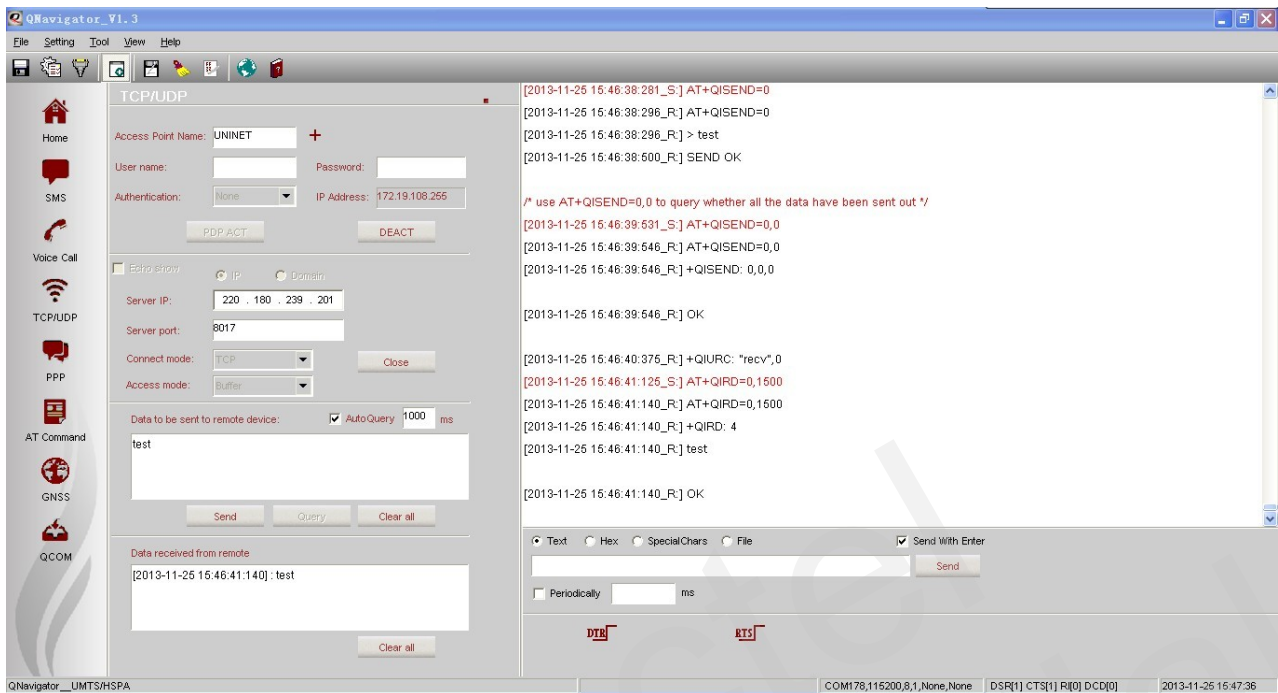 QNavigator_V1.3
File Setting Tool View Help
Home
SMS
Voice Call
TCP/UDP
PPP
AT Command
GNSS
QCOM
TCP/UDP
Access Point Name: UNINET +
User name: Password:
Authentication: None IP Address: 172.19.108.255
PDP ACT DEACT
Echo show IP Domain
Server IP: 220 . 180 . 239 . 201
Server port: 8017
Connect mode: TCP Close
Access mode: Buffer
Data to be sent to remote device: AutoQuery 1000 ms
test
Send Query Clear all
Data received from remote
[2013-11-25 15:46:41:140] : test
Clear all
[2013-11-25 15:46:38:281_S:] AT+QISEND=0
[2013-11-25 15:46:38:296_R:] AT+QISEND=0
[2013-11-25 15:46:38:296_R:] > test
[2013-11-25 15:46:38:500_R:] SEND OK
/* use AT+QISEND=0,0 to query whether all the data have been sent out */
[2013-11-25 15:46:39:531_S:] AT+QISEND=0,0
[2013-11-25 15:46:39:546_R:] AT+QISEND=0,0
[2013-11-25 15:46:39:546_R:] +QISEND: 0,0,0
[2013-11-25 15:46:39:546_R:] OK
[2013-11-25 15:46:40:375_R:] +QIURC: "recv",0
[2013-11-25 15:46:41:125_S:] AT+QIRD=0,1500
[2013-11-25 15:46:41:140_R:] AT+QIRD=0,1500
[2013-11-25 15:46:41:140_R:] +QIRD: 4
[2013-11-25 15:46:41:140_R:] test
[2013-11-25 15:46:41:140_R:] OK
Text Hex SpecialChars File Send With Enter
Send
Periodically ms
DTR RTS
QNavigator__UMTS/HSPA COM178,115200,8,1,None,None DSR[1] CTS[1] RI[0] DCD[0] 2013-11-25 15:47:36